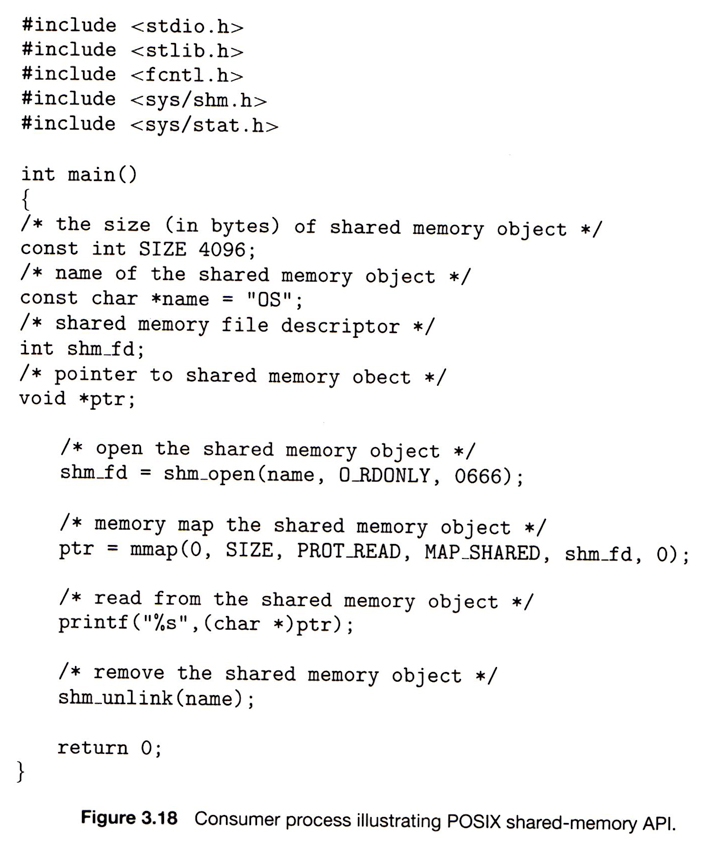 #include <stdio.h>
#include <stlib.h>
#include <fcntl.h>
#include <sys/shm.h>
#include <sys/stat.h>

int main()
{
/* the size (in bytes) of shared memory object */
const int SIZE 4096;
/* name of the shared memory object */
const char *name = "OS";
/* shared memory file descriptor */
int shm_fd;
/* pointer to shared memory obect */
void *ptr;

    /* open the shared memory object */
    shm_fd = shm_open(name, O_RDONLY, 0666);

    /* memory map the shared memory object */
    ptr = mmap(0, SIZE, PROT_READ, MAP_SHARED, shm_fd, 0);

    /* read from the shared memory object */
    printf("%s",(char *)ptr);

    /* remove the shared memory object */
    shm_unlink(name);

    return 0;
}

Figure 3.18 Consumer process illustrating POSIX shared-memory API.